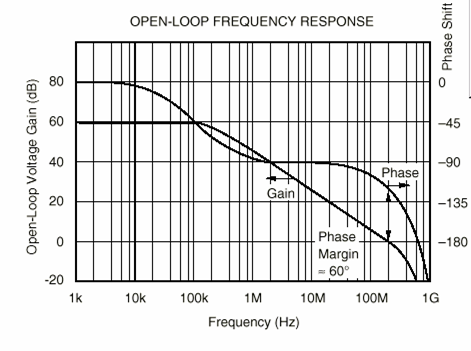 OPEN-LOOP FREQUENCY RESPONSE
Open-Loop Voltage Gain (dB)
80
60
40
20
0
-20
Phase Shift
0
–45
–90
–135
–180
Phase
Gain
Phase
Margin
≈ 60°
1k
10k
100k
1M
10M
100M
1G
Frequency (Hz)